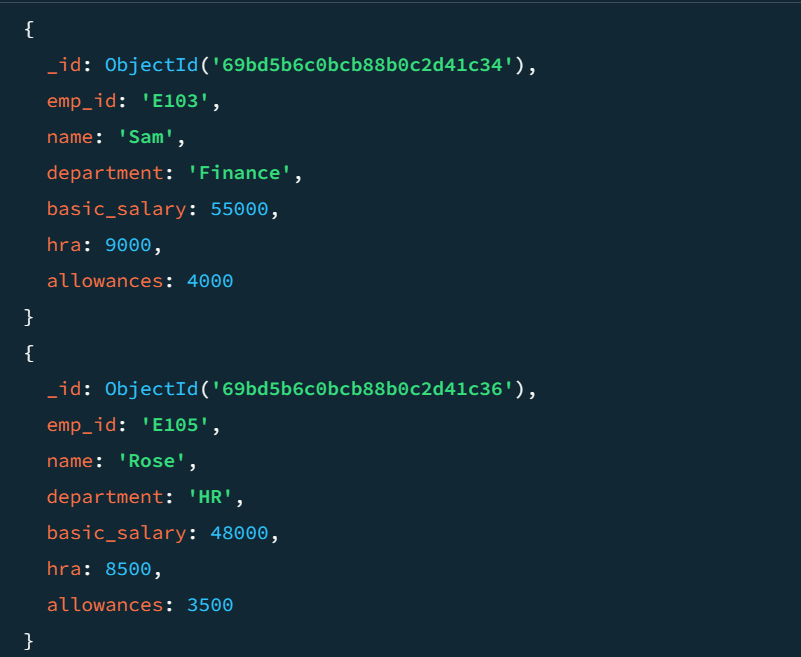 {
  _id: ObjectId('69bd5b6c0bcb88b0c2d41c34'),
  emp_id: 'E103',
  name: 'Sam',
  department: 'Finance',
  basic_salary: 55000,
  hra: 9000,
  allowances: 4000
}
{
  _id: ObjectId('69bd5b6c0bcb88b0c2d41c36'),
  emp_id: 'E105',
  name: 'Rose',
  department: 'HR',
  basic_salary: 48000,
  hra: 8500,
  allowances: 3500
}